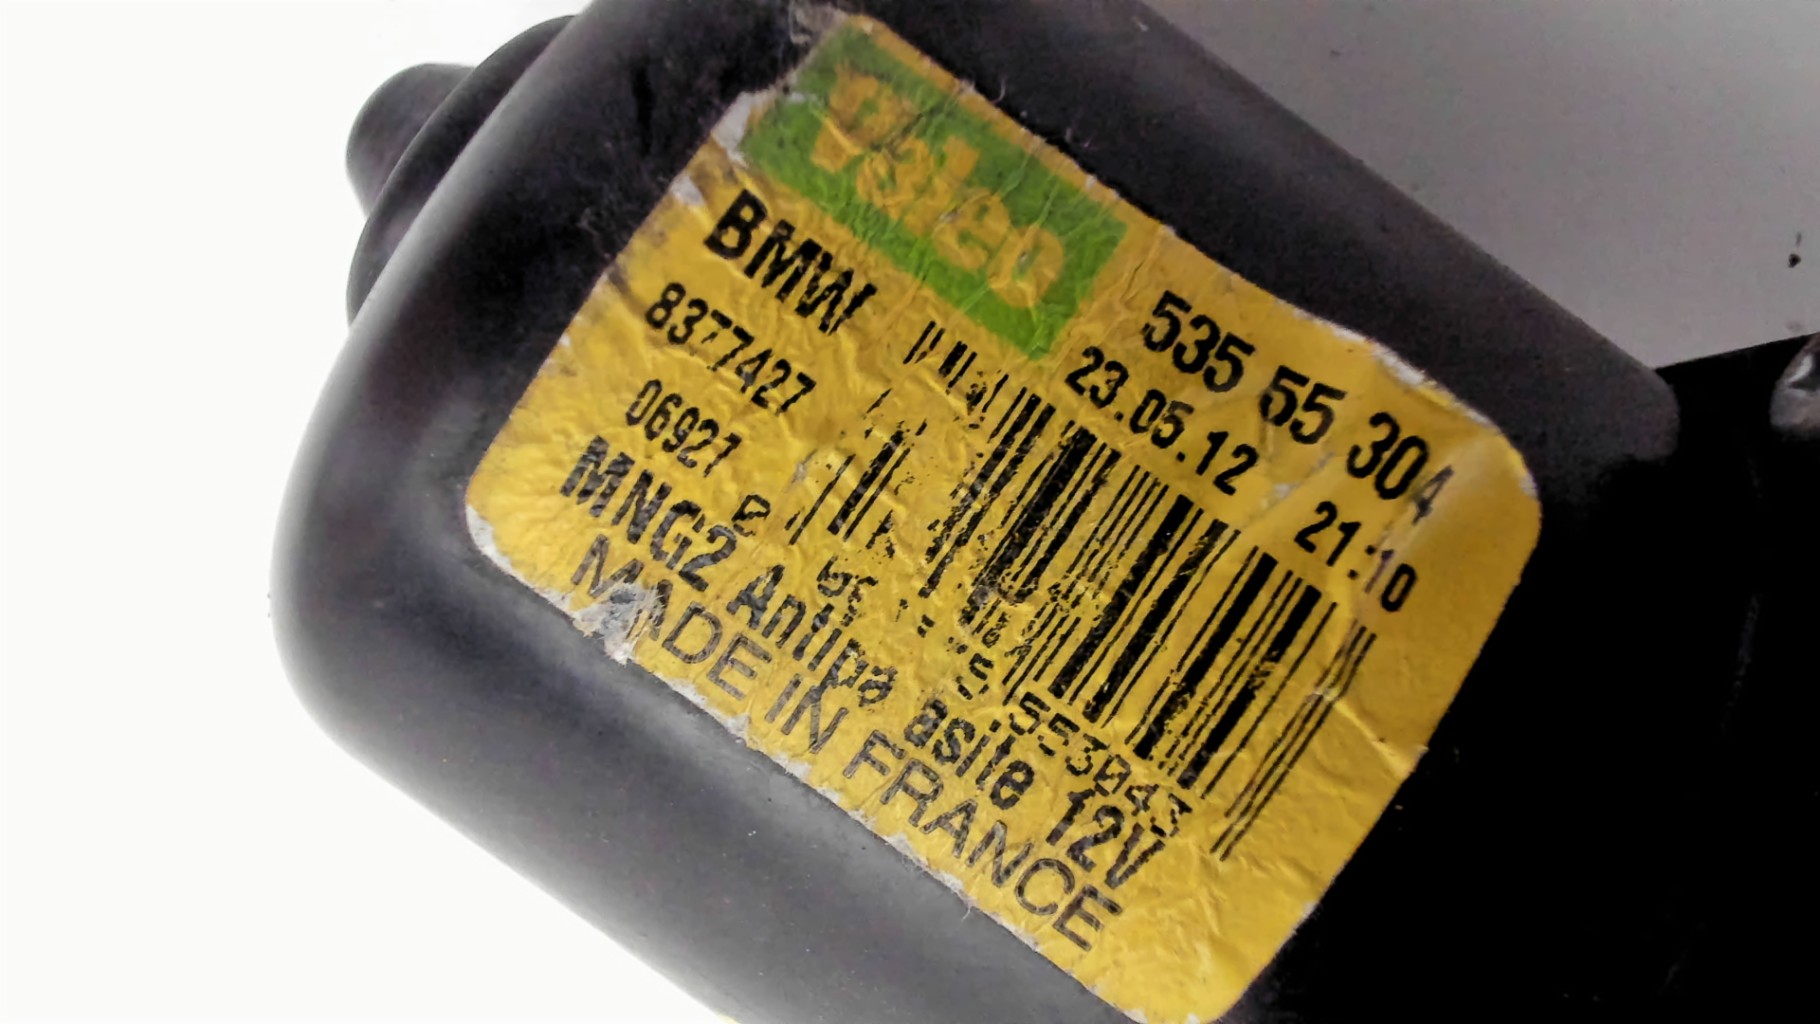 Valeo
535 55 304
BMW
23.05.12 21:10
8377427
06927
553043
MNG2 Antipa asite 12V
MADE IN FRANCE